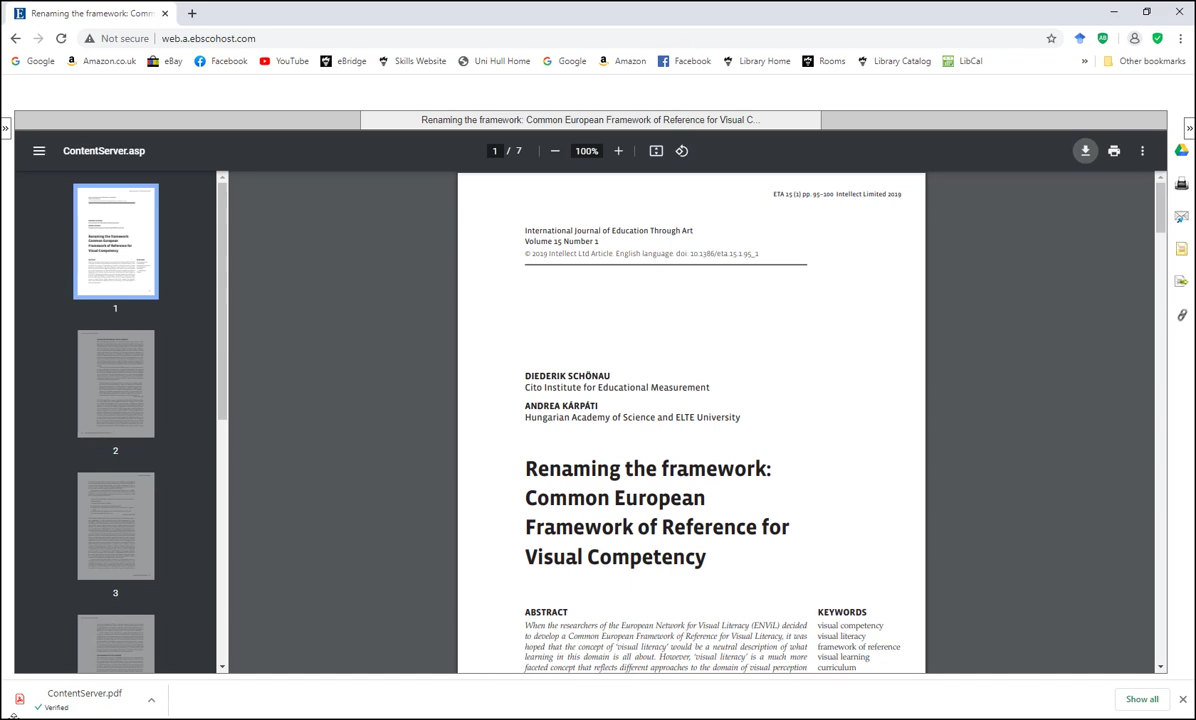 Renaming the framework: Comm
Not secure | web.a.ebscohost.com
Google Amazon.co.uk eBay Facebook YouTube eBridge Skills Website Uni Hull Home Google Amazon Facebook Library Home Rooms Library Catalog LibCal » Other bookmarks
Renaming the framework: Common European Framework of Reference for Visual C...
ContentServer.asp
1 / 7 — 100% +
ETA 15 (1) pp. 95–100 Intellect Limited 2019
International Journal of Education Through Art
Volume 15 Number 1
© 2019 Intellect Ltd Article. English language. doi: 10.1386/eta.15.1.95_1
DIEDERIK SCHÖNAU
Cito Institute for Educational Measurement
ANDREA KÁRPÁTI
Hungarian Academy of Science and ELTE University
Renaming the framework:
Common European
Framework of Reference for
Visual Competency
ABSTRACT
When the researchers of the European Network for Visual Literacy (ENViL) decided
to develop a Common European Framework of Reference for Visual Literacy, it was
hoped that the concept of 'visual literacy' would be a neutral description of what
learning in this domain is all about. However, 'visual literacy' is a much more
faceted concept that reflects different approaches to the domain of visual perception
KEYWORDS
visual competency
visual literacy
framework of reference
visual learning
curriculum
1
2
3
ContentServer.pdf
Verified
Show all